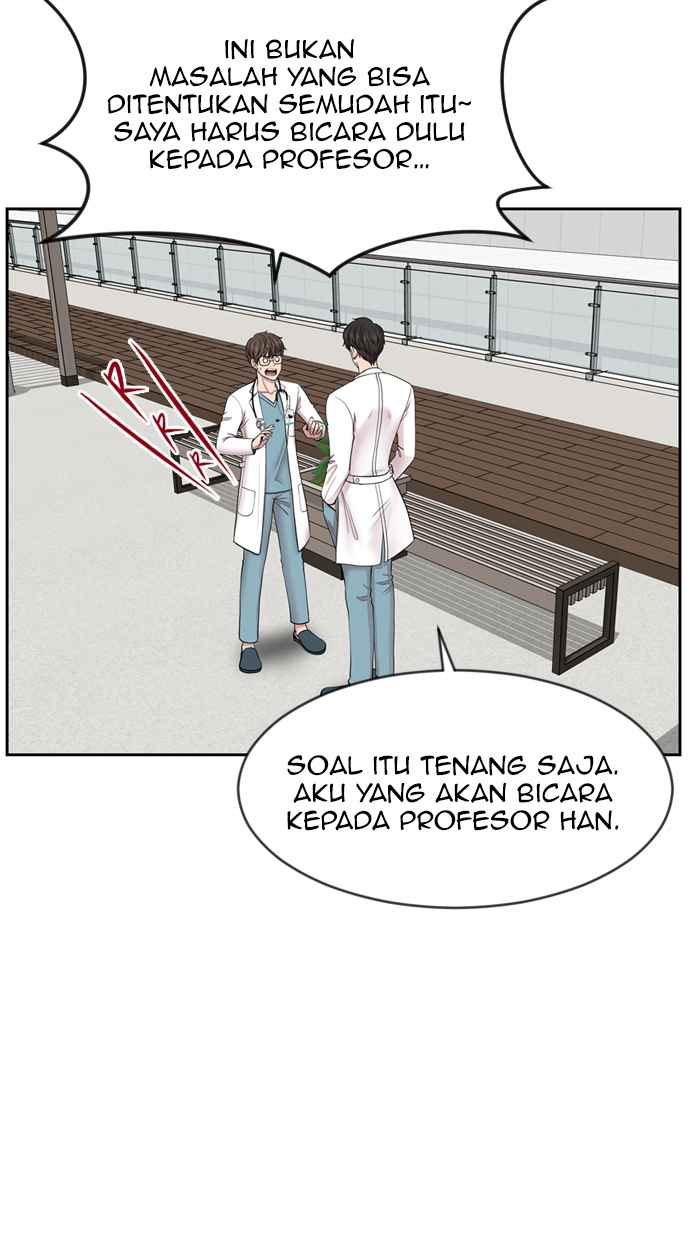 INI BUKAN
MASALAH YANG BISA
DITENTUKAN SEMUDAH ITU~
SAYA HARUS BICARA DULU
KEPADA PROFESOR...
R
R
R
SOAL ITU TENANG SAJA.
AKU YANG AKAN BICARA
KEPADA PROFESOR HAN.